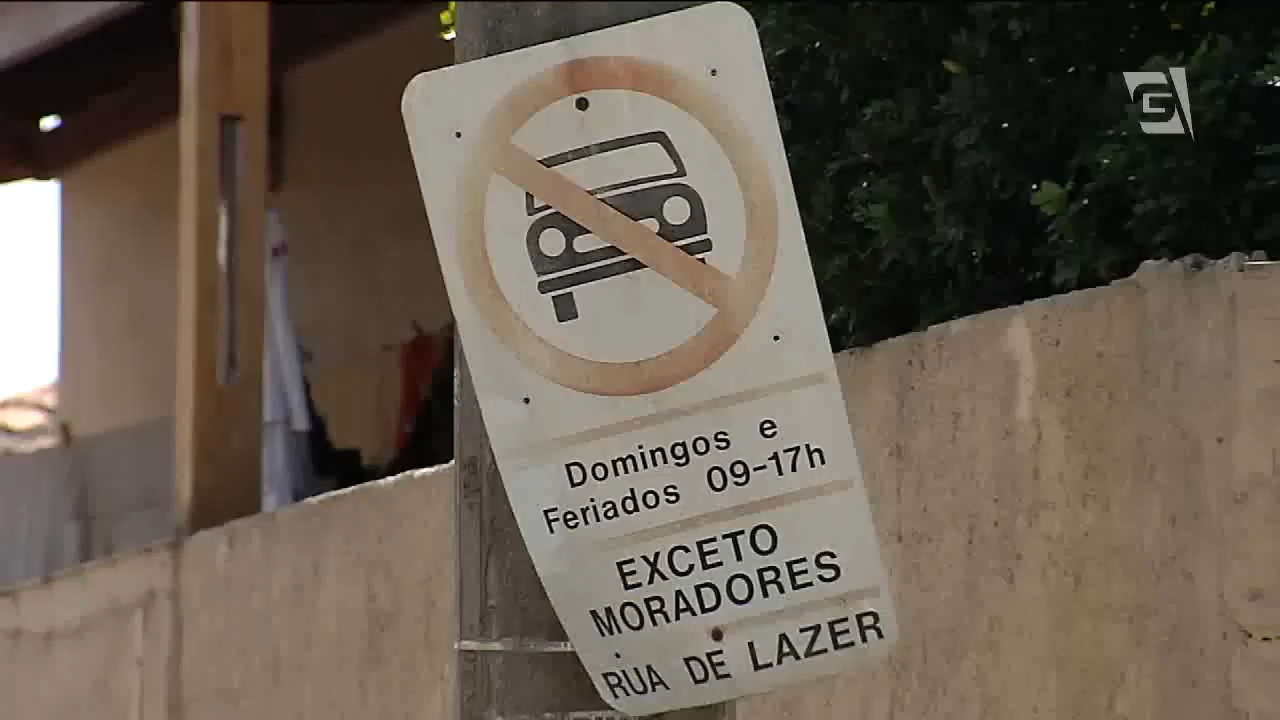 G
Domingos e
Feriados 09-17h
EXCETO
MORADORES
RUA DE LAZER